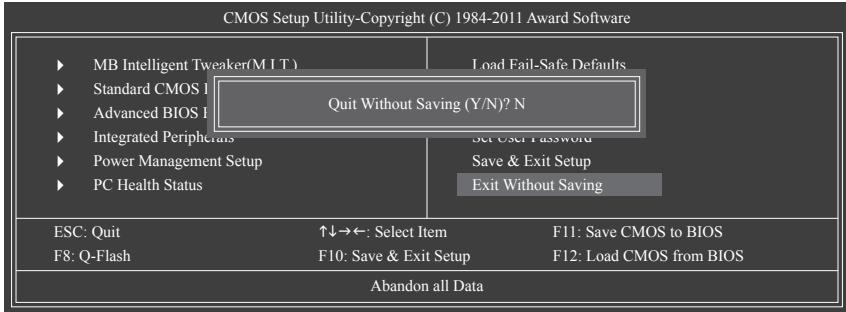 CMOS Setup Utility-Copyright (C) 1984-2011 Award Software
MB Intelligent Tweaker(M.I.T.)
Load Fail-Safe Defaults
Standard CMOS
Advanced BIOS
Quit Without Saving (Y/N)? N
Integrated Peripherals
Set User Password
Power Management Setup
Save & Exit Setup
PC Health Status
Exit Without Saving
ESC: Quit
↑↓→←: Select Item
F11: Save CMOS to BIOS
F8: Q-Flash
F10: Save & Exit Setup
F12: Load CMOS from BIOS
Abandon all Data